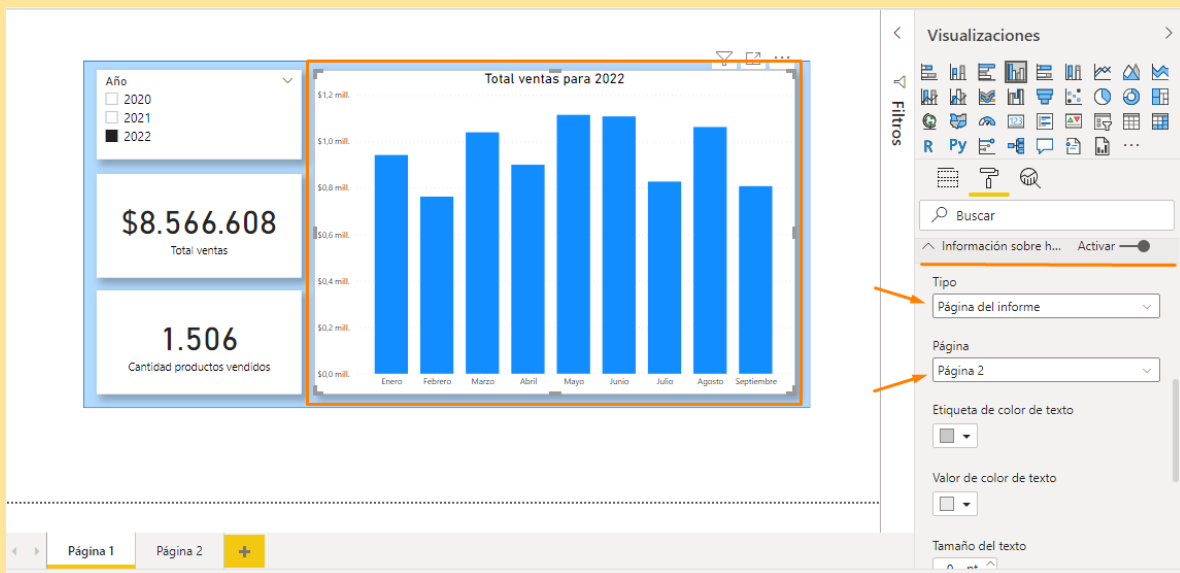 Año
2020
2021
2022
$8.566.608
Total ventas
1.506
Cantidad productos vendidos
Total ventas para 2022
$1,2 mill.
$1,0 mill.
$0,8 mill.
$0,6 mill.
$0,4 mill.
$0,2 mill.
$0,0 mill.
Enero Febrero Marzo Abril Mayo Junio Julio Agosto Septiembre
Filtros
Visualizaciones
123
R Py
Buscar
Información sobre h... Activar
Tipo
Página del informe
Página
Página 2
Etiqueta de color de texto
Valor de color de texto
Tamaño del texto
Página 1 Página 2 +